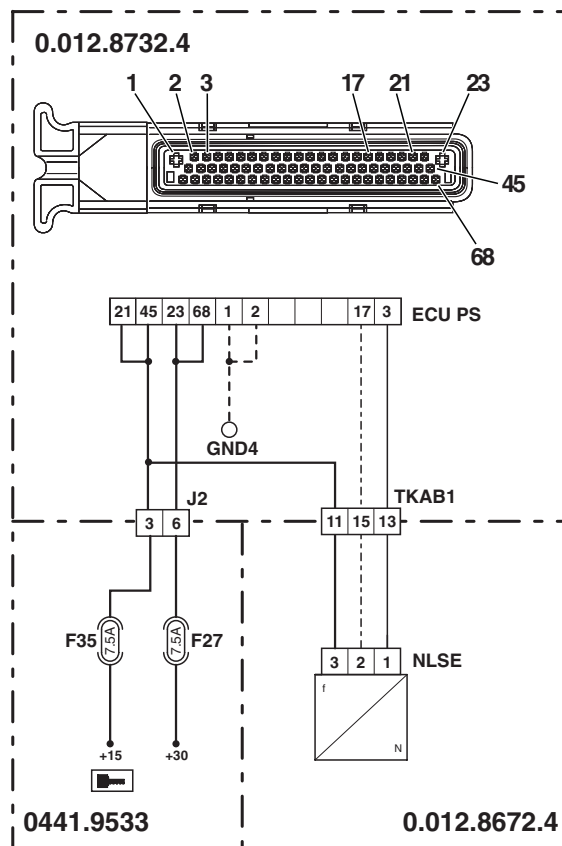 0.012.8732.4
1 2 3 17 21 23
45
68
21 45 23 68 1 2 17 3 ECU PS
GND4
J2 TKAB1
3 6 11 15 13
F35 7.5A 7.5A F27
3 2 1 NLSE
f
N
+15 +30
0441.9533 0.012.8672.4